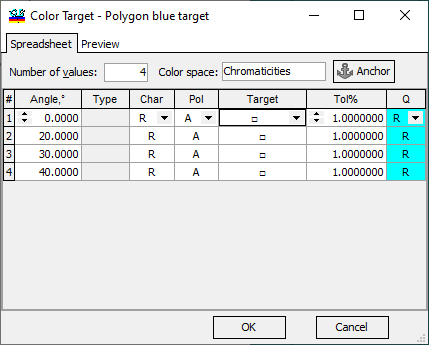 Color Target - Polygon blue target
Spreadsheet Preview
Number of values: 4 Color space: Chromaticities Anchor
# Angle,° Type Char Pol Target Tol% Q
1 0.0000 R A □ 1.0000000 R
2 20.0000 R A □ 1.0000000 R
3 30.0000 R A □ 1.0000000 R
4 40.0000 R A □ 1.0000000 R
OK Cancel